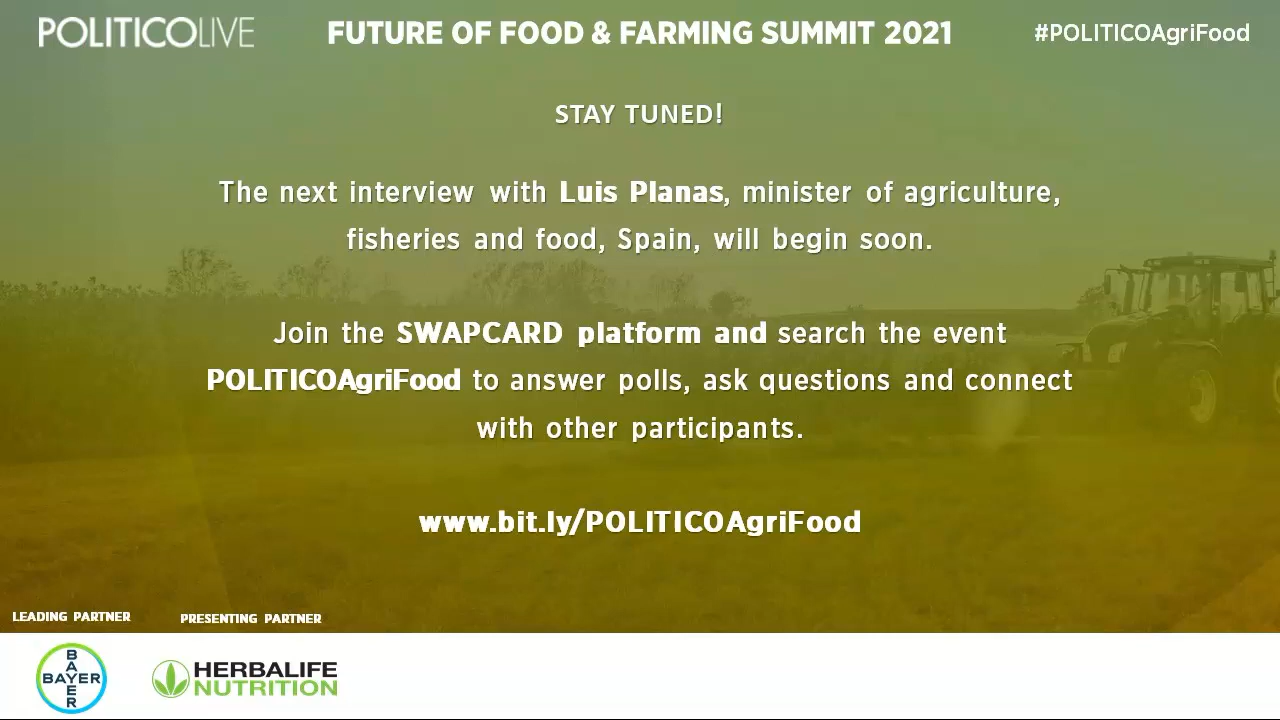 POLITICOLIVE
FUTURE OF FOOD & FARMING SUMMIT 2021
#POLITICOAgriFood
STAY TUNED!
The next interview with Luis Planas, minister of agriculture,
fisheries and food, Spain, will begin soon.
Join the SWAPCARD platform and search the event
POLITICOAgriFood to answer polls, ask questions and connect
with other participants.
www.bit.ly/POLITICOAgriFood
LEADING PARTNER
PRESENTING PARTNER
BAYER
BAYER
HERBALIFE
NUTRITION